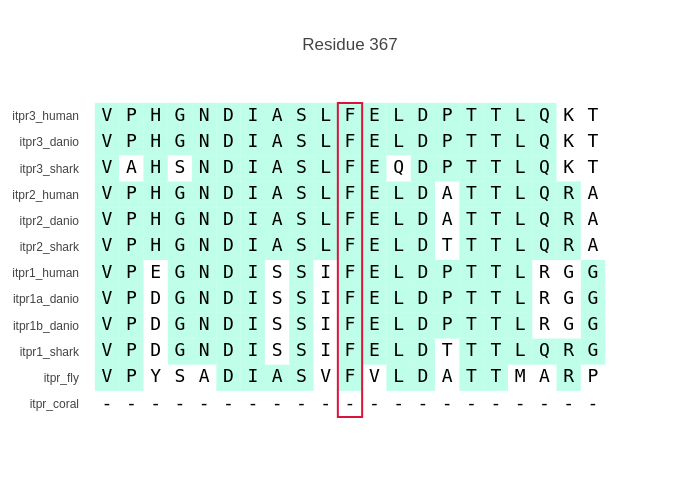 Residue 367
itpr3_human V P H G N D I A S L F E L D P T T L Q K T
itpr3_danio V P H G N D I A S L F E L D P T T L Q K T
itpr3_shark V A H S N D I A S L F E Q D P T T L Q K T
itpr2_human V P H G N D I A S L F E L D A T T L Q R A
itpr2_danio V P H G N D I A S L F E L D A T T L Q R A
itpr2_shark V P H G N D I A S L F E L D T T T L Q R A
itpr1_human V P E G N D I S S I F E L D P T T L R G G
itpr1a_danio V P D G N D I S S I F E L D P T T L R G G
itpr1b_danio V P D G N D I S S I F E L D P T T L R G G
itpr1_shark V P D G N D I S S I F E L D T T T L Q R G
itpr_fly V P Y S A D I A S V F V L D A T T M A R P
itpr_coral - - - - - - - - - - - - - - - - - - - - -